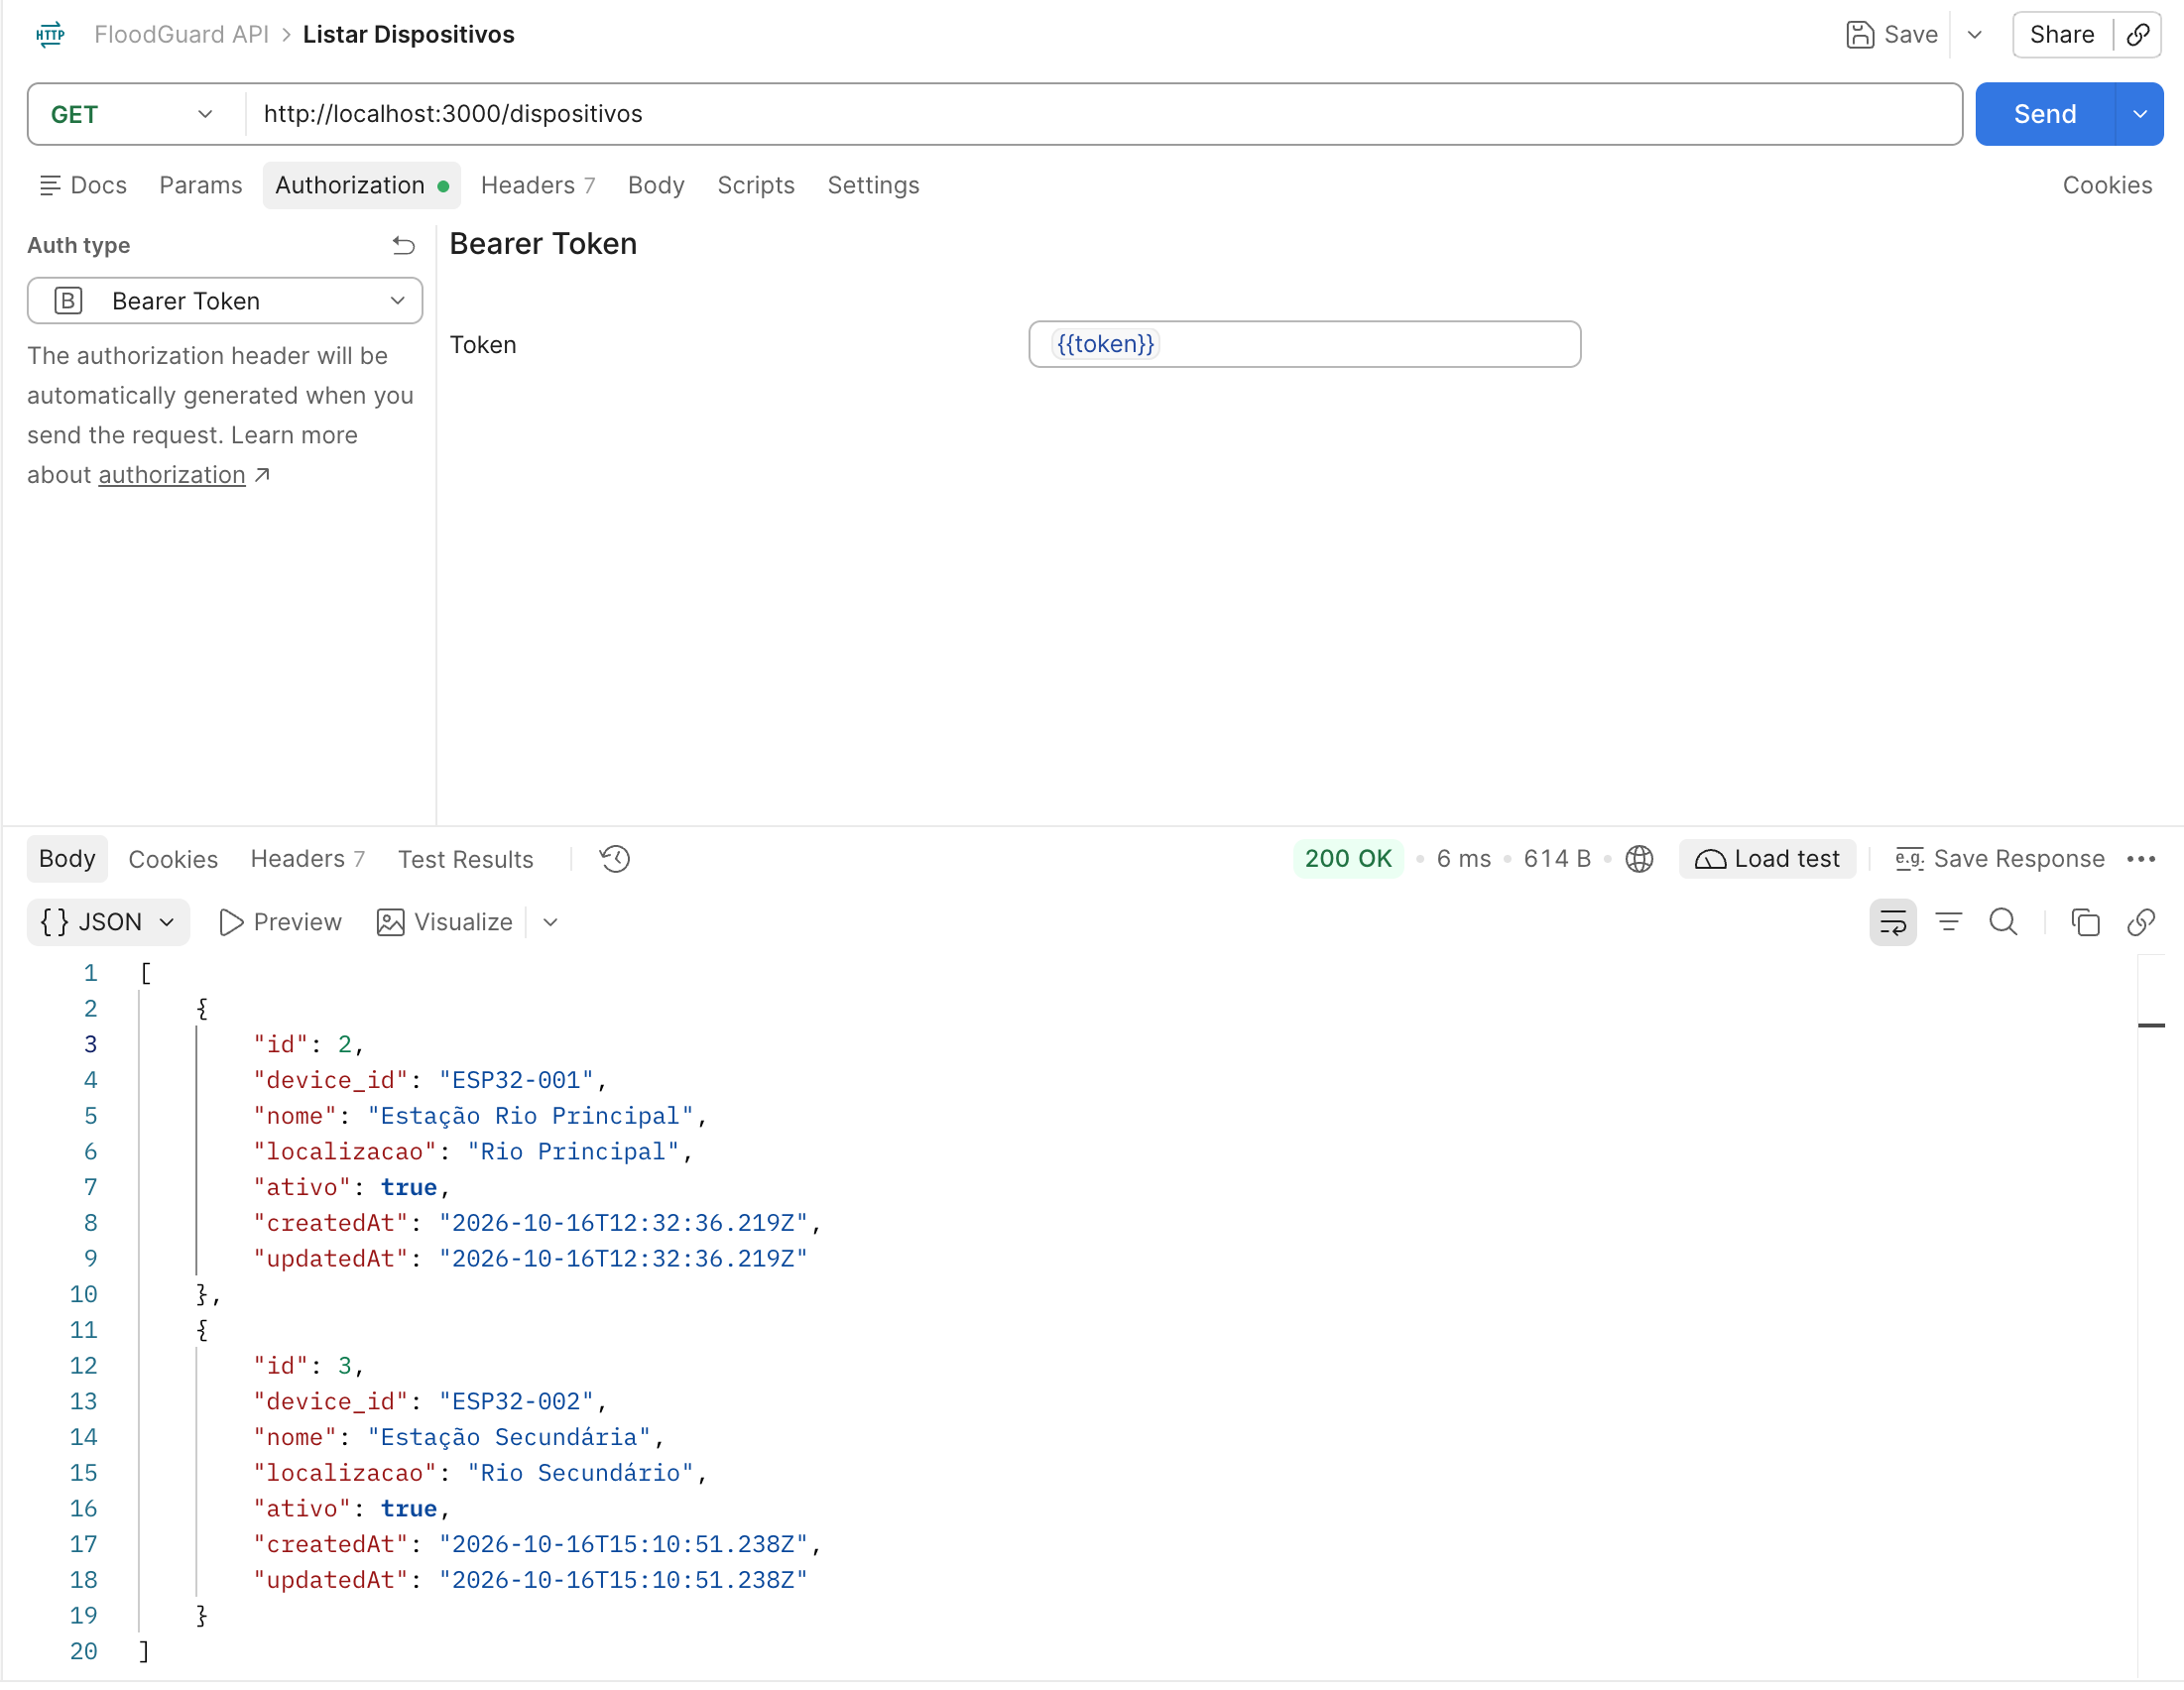 HTTP FloodGuard API > Listar Dispositivos Save Share
GET http://localhost:3000/dispositivos Send
Docs Params Authorization Headers 7 Body Scripts Settings Cookies
Auth type
B Bearer Token
The authorization header will be
automatically generated when you
send the request. Learn more
about authorization ↗
Bearer Token
Token {{token}}
Body Cookies Headers 7 Test Results 200 OK • 6 ms • 614 B • Load test e.g. Save Response •••
{ } JSON Preview Visualize
1 [
2 {
3 "id": 2,
4 "device_id": "ESP32-001",
5 "nome": "Estação Rio Principal",
6 "localizacao": "Rio Principal",
7 "ativo": true,
8 "createdAt": "2026-10-16T12:32:36.219Z",
9 "updatedAt": "2026-10-16T12:32:36.219Z"
10 },
11 {
12 "id": 3,
13 "device_id": "ESP32-002",
14 "nome": "Estação Secundária",
15 "localizacao": "Rio Secundário",
16 "ativo": true,
17 "createdAt": "2026-10-16T15:10:51.238Z",
18 "updatedAt": "2026-10-16T15:10:51.238Z"
19 }
20 ]